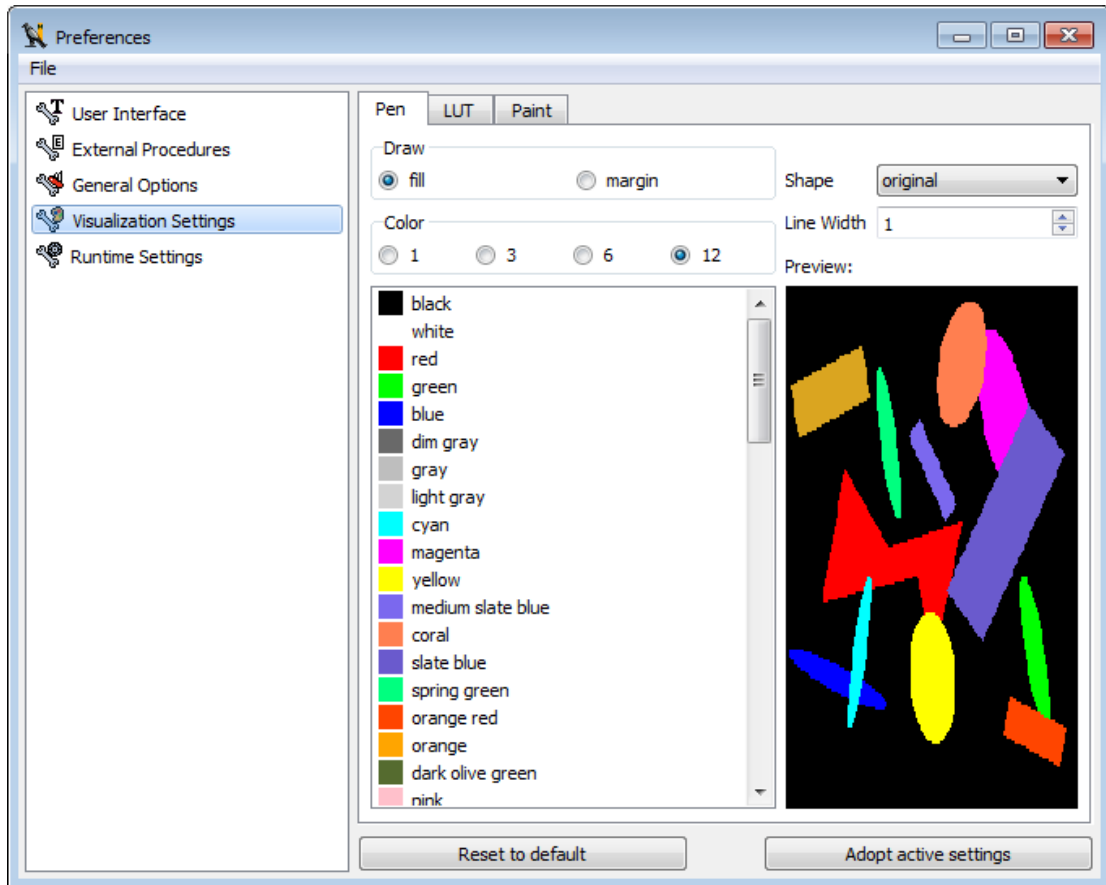 Preferences
File
User Interface
External Procedures
General Options
Visualization Settings
Runtime Settings
Pen LUT Paint
Draw
fill margin
Shape original
Line Width 1
Color
1 3 6 12
Preview:
black
white
red
green
blue
dim gray
gray
light gray
cyan
magenta
yellow
medium slate blue
coral
slate blue
spring green
orange red
orange
dark olive green
pink
Reset to default Adopt active settings